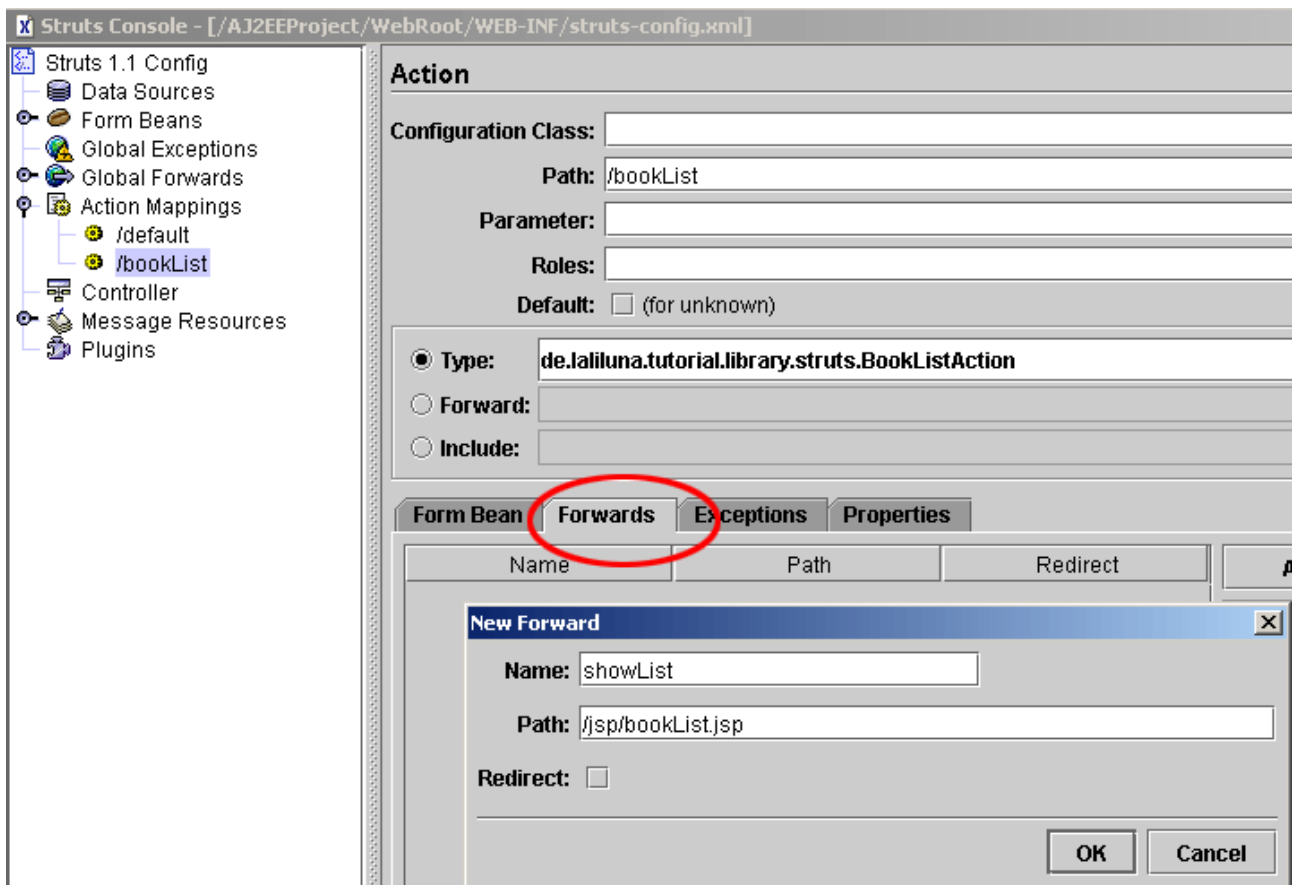 Struts Console - [/AJ2EEProject/WebRoot/WEB-INF/struts-config.xml]
Struts 1.1 Config
Data Sources
Form Beans
Global Exceptions
Global Forwards
Action Mappings
/default
/bookList
Controller
Message Resources
Plugins
Action
Configuration Class:
Path: /bookList
Parameter:
Roles:
Default: (for unknown)
Type: de.laliluna.tutorial.library.struts.BookListAction
Forward:
Include:
Form Bean Forwards Exceptions Properties
Name Path Redirect
New Forward
Name: showList
Path: /jsp/bookList.jsp
Redirect:
OK Cancel